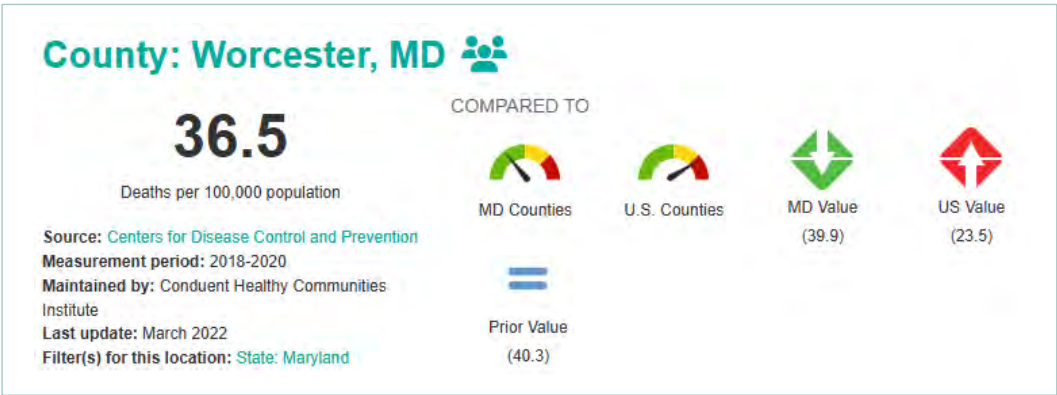 County: Worcester, MD
36.5
Deaths per 100,000 population
Source: Centers for Disease Control and Prevention
Measurement period: 2018-2020
Maintained by: Conduent Healthy Communities
Institute
Last update: March 2022
Filter(s) for this location: State: Maryland
COMPARED TO
MD Counties
U.S. Counties
MD Value
(39.9)
US Value
(23.5)
Prior Value
(40.3)